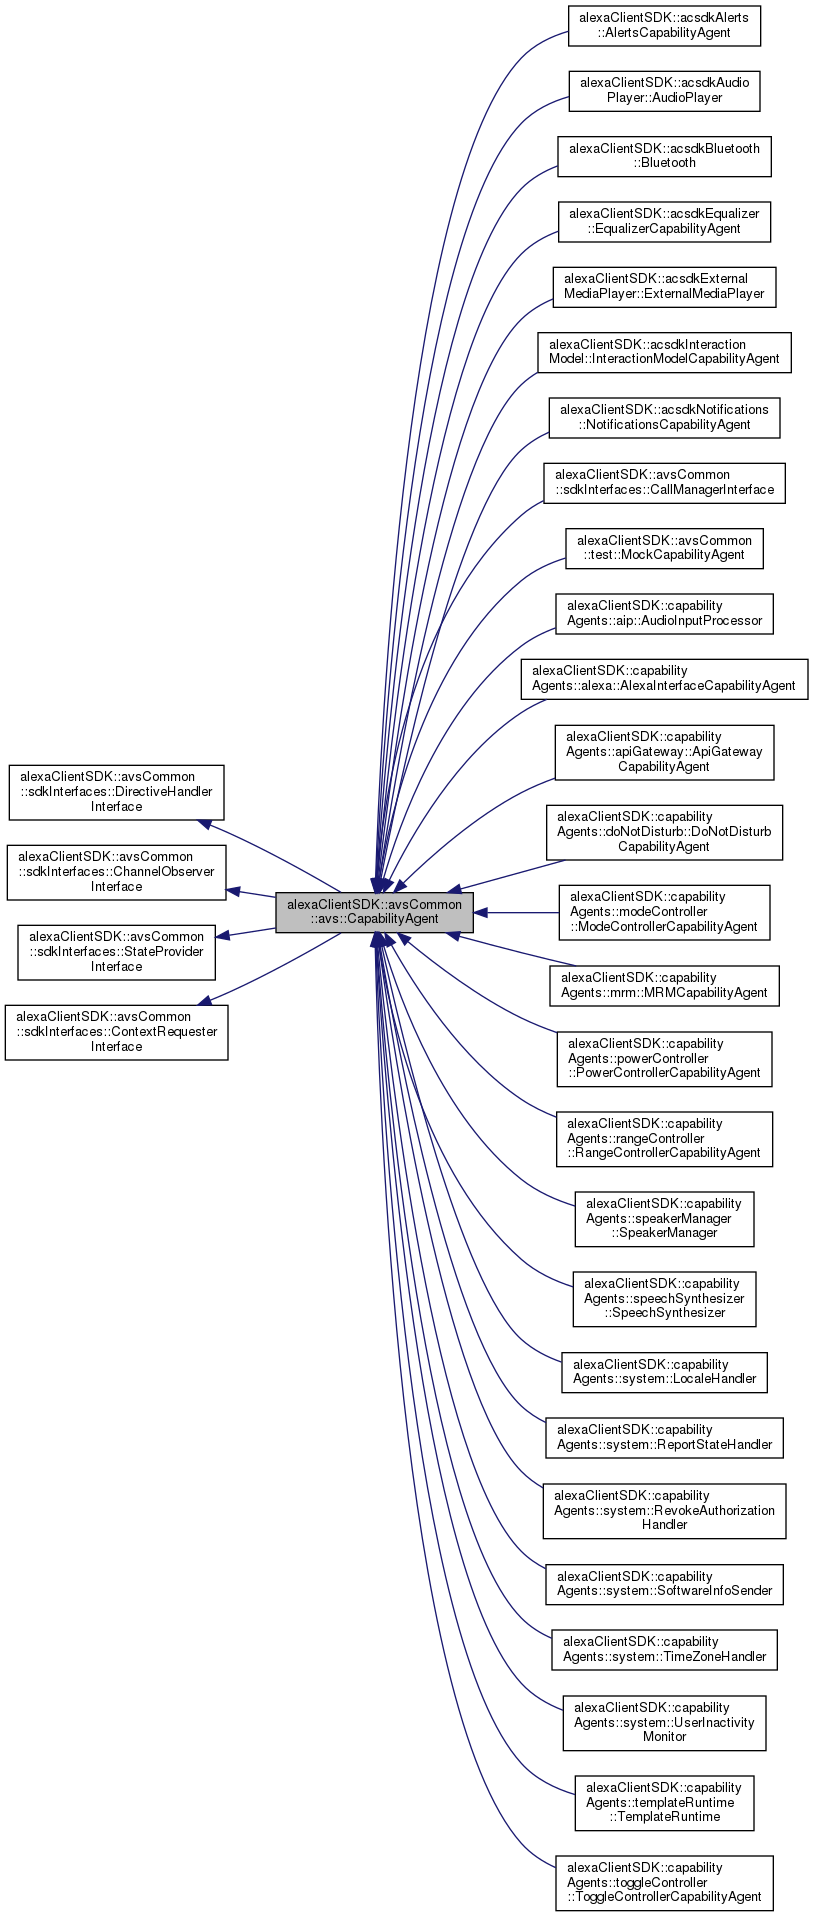 alexaClientSDK::acsdkAlerts
::AlertsCapabilityAgent
alexaClientSDK::acsdkAudio
Player::AudioPlayer
alexaClientSDK::acsdkBluetooth
::Bluetooth
alexaClientSDK::acsdkEqualizer
::EqualizerCapabilityAgent
alexaClientSDK::acsdkExternal
MediaPlayer::ExternalMediaPlayer
alexaClientSDK::acsdkInteraction
Model::InteractionModelCapabilityAgent
alexaClientSDK::acsdkNotifications
::NotificationsCapabilityAgent
alexaClientSDK::avsCommon
::sdkInterfaces::CallManagerInterface
alexaClientSDK::avsCommon
::test::MockCapabilityAgent
alexaClientSDK::capability
Agents::aip::AudioInputProcessor
alexaClientSDK::capability
Agents::alexa::AlexaInterfaceCapabilityAgent
alexaClientSDK::capability
Agents::apiGateway::ApiGateway
CapabilityAgent
alexaClientSDK::avsCommon
::sdkInterfaces::DirectiveHandler
Interface
alexaClientSDK::capability
Agents::doNotDisturb::DoNotDisturb
CapabilityAgent
alexaClientSDK::avsCommon
::sdkInterfaces::ChannelObserver
Interface
alexaClientSDK::avsCommon
::avs::CapabilityAgent
alexaClientSDK::capability
Agents::modeController
::ModeControllerCapabilityAgent
alexaClientSDK::avsCommon
::sdkInterfaces::StateProvider
Interface
alexaClientSDK::capability
Agents::mrm::MRMCapabilityAgent
alexaClientSDK::avsCommon
::sdkInterfaces::ContextRequester
Interface
alexaClientSDK::capability
Agents::powerController
::PowerControllerCapabilityAgent
alexaClientSDK::capability
Agents::rangeController
::RangeControllerCapabilityAgent
alexaClientSDK::capability
Agents::speakerManager
::SpeakerManager
alexaClientSDK::capability
Agents::speechSynthesizer
::SpeechSynthesizer
alexaClientSDK::capability
Agents::system::LocaleHandler
alexaClientSDK::capability
Agents::system::ReportStateHandler
alexaClientSDK::capability
Agents::system::RevokeAuthorization
Handler
alexaClientSDK::capability
Agents::system::SoftwareInfoSender
alexaClientSDK::capability
Agents::system::TimeZoneHandler
alexaClientSDK::capability
Agents::system::UserInactivity
Monitor
alexaClientSDK::capability
Agents::templateRuntime
::TemplateRuntime
alexaClientSDK::capability
Agents::toggleController
::ToggleControllerCapabilityAgent